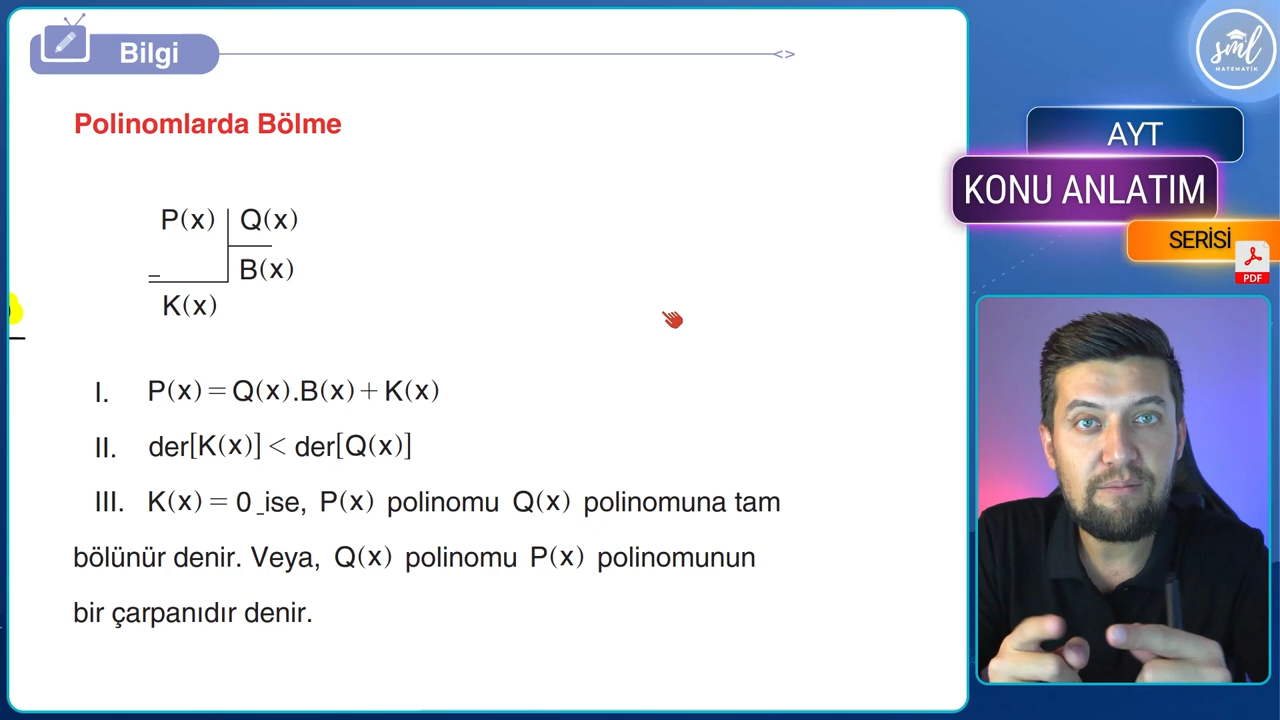 Bilgi
<>
Polinomlarda Bölme
P(x) Q(x)
B(x)
K(x)
I. P(x) = Q(x).B(x) + K(x)
II. der[K(x)] < der[Q(x)]
III. K(x) = 0 ise, P(x) polinomu Q(x) polinomuna tam
bölünür denir. Veya, Q(x) polinomu P(x) polinomunun
bir çarpanıdır denir.
sml
MATEMATİK
AYT
KONU ANLATIM
SERİSİ
PDF